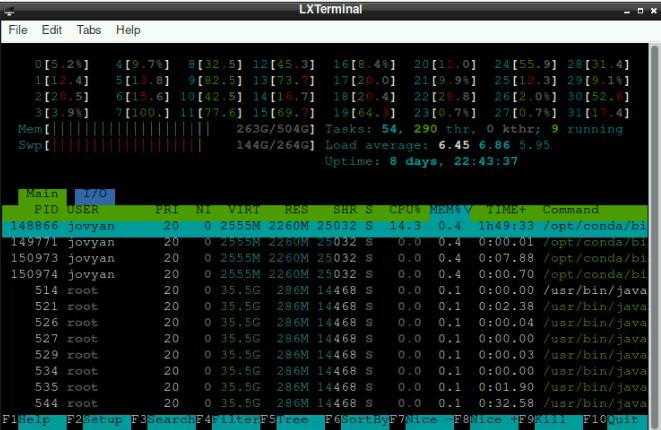 LXTerminal
File Edit Tabs Help
0[5.2%] 4[9.7%] 8[32.5] 12[45.3] 16[8.4%] 20[11.0] 24[55.9] 28[31.4]
1[12.4] 5[13.8] 9[82.5] 13[73.7] 17[20.0] 21[9.9%] 25[12.3] 29[9.1%]
2[20.5] 6[15.6] 10[42.5] 14[16.7] 18[20.4] 22[20.8] 26[2.0%] 30[52.6]
3[3.9%] 7[100.] 11[77.6] 15[69.7] 19[64.3] 23[0.7%] 27[0.7%] 31[17.4]
Mem[||||||||||||||||||| 263G/504G] Tasks: 54, 290 thr, 0 kthr; 9 running
Swp[|||||||||||||||||| 144G/264G] Load average: 6.45 6.86 5.95
Uptime: 8 days, 22:43:37
Main I/O
PID USER PRI NI VIRT RES SHR S CPU% MEM%▽ TIME+ Command
148866 jovyan 20 0 2555M 2260M 25032 S 14.3 0.4 1h49:33 /opt/conda/bi
149771 jovyan 20 0 2555M 2260M 25032 S 0.0 0.4 0:00.01 /opt/conda/bi
150973 jovyan 20 0 2555M 2260M 25032 S 0.0 0.4 0:07.88 /opt/conda/bi
150974 jovyan 20 0 2555M 2260M 25032 S 0.0 0.4 0:00.70 /opt/conda/bi
514 root 20 0 35.5G 286M 14468 S 0.0 0.1 0:00.00 /usr/bin/java
521 root 20 0 35.5G 286M 14468 S 0.0 0.1 0:02.38 /usr/bin/java
526 root 20 0 35.5G 286M 14468 S 0.0 0.1 0:00.04 /usr/bin/java
527 root 20 0 35.5G 286M 14468 S 0.0 0.1 0:00.00 /usr/bin/java
529 root 20 0 35.5G 286M 14468 S 0.0 0.1 0:00.03 /usr/bin/java
534 root 20 0 35.5G 286M 14468 S 0.0 0.1 0:00.00 /usr/bin/java
535 root 20 0 35.5G 286M 14468 S 0.0 0.1 0:01.90 /usr/bin/java
544 root 20 0 35.5G 286M 14468 S 0.0 0.1 0:32.58 /usr/bin/java
F1Help F2Setup F3SearchF4FilterF5Tree F6SortByF7Nice -F8Nice +F9Kill F10Quit